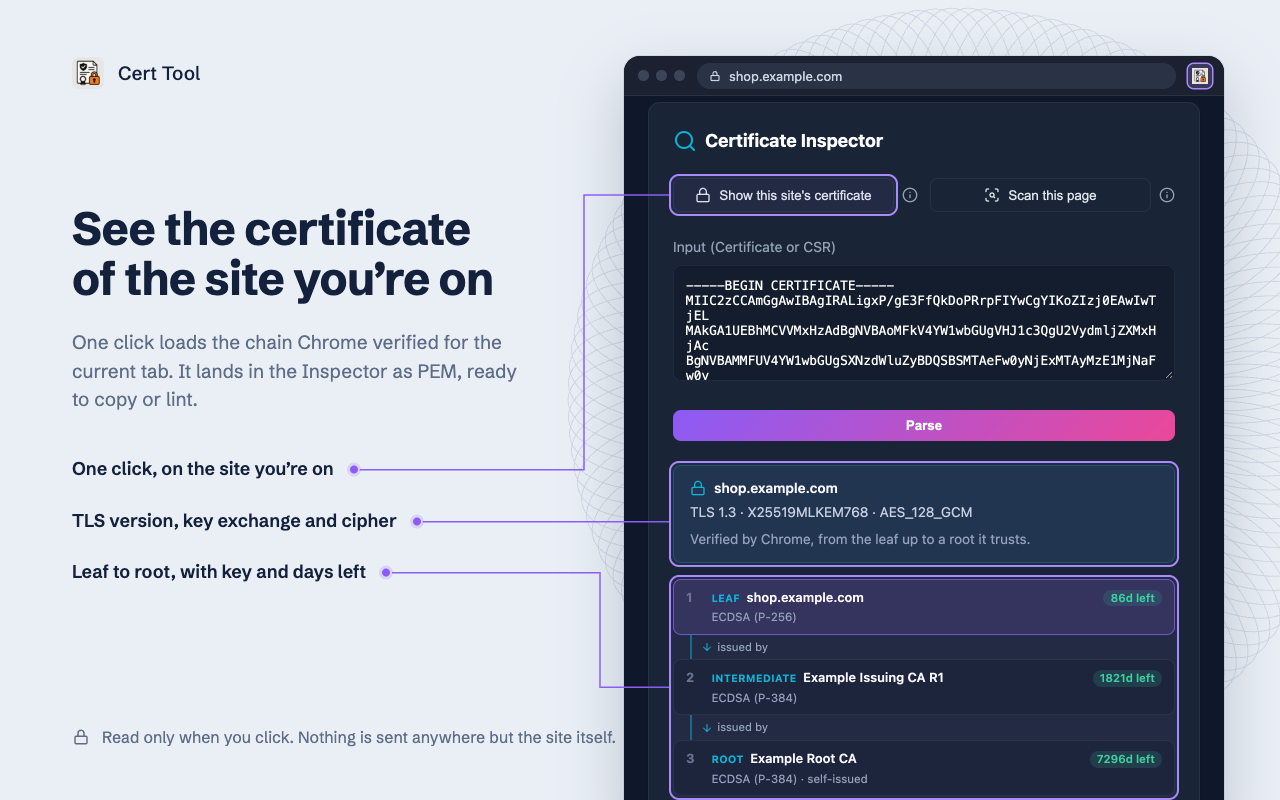 Cert Tool
See the certificate
of the site you’re on
One click loads the chain Chrome verified for the
current tab. It lands in the Inspector as PEM, ready
to copy or lint.
One click, on the site you’re on
TLS version, key exchange and cipher
Leaf to root, with key and days left
Read only when you click. Nothing is sent anywhere but the site itself.
shop.example.com
Certificate Inspector
Show this site's certificate
Scan this page
Input (Certificate or CSR)
-----BEGIN CERTIFICATE-----
MIIC2zCCAmGgAwIBAgIRALigxP/gE3FfQkDoPRrpFIYwCgYIKoZIzj0EAwIwT
jEL
MAkGA1UEBhMCVVMxHzAdBgNVBAoMFkV4YW1wbGUgVHJ1c3QgU2VydmljZXMxH
jAc
BgNVBAMMFUV4YW1wbGUgSXNzdWluZyBDQSBSMTAeFw0yNjExMTAyMzE1MjNaF
w0y
Parse
shop.example.com
TLS 1.3 · X25519MLKEM768 · AES_128_GCM
Verified by Chrome, from the leaf up to a root it trusts.
1 LEAF shop.example.com 86d left
ECDSA (P-256)
issued by
2 INTERMEDIATE Example Issuing CA R1 1821d left
ECDSA (P-384)
issued by
3 ROOT Example Root CA 7296d left
ECDSA (P-384) · self-issued